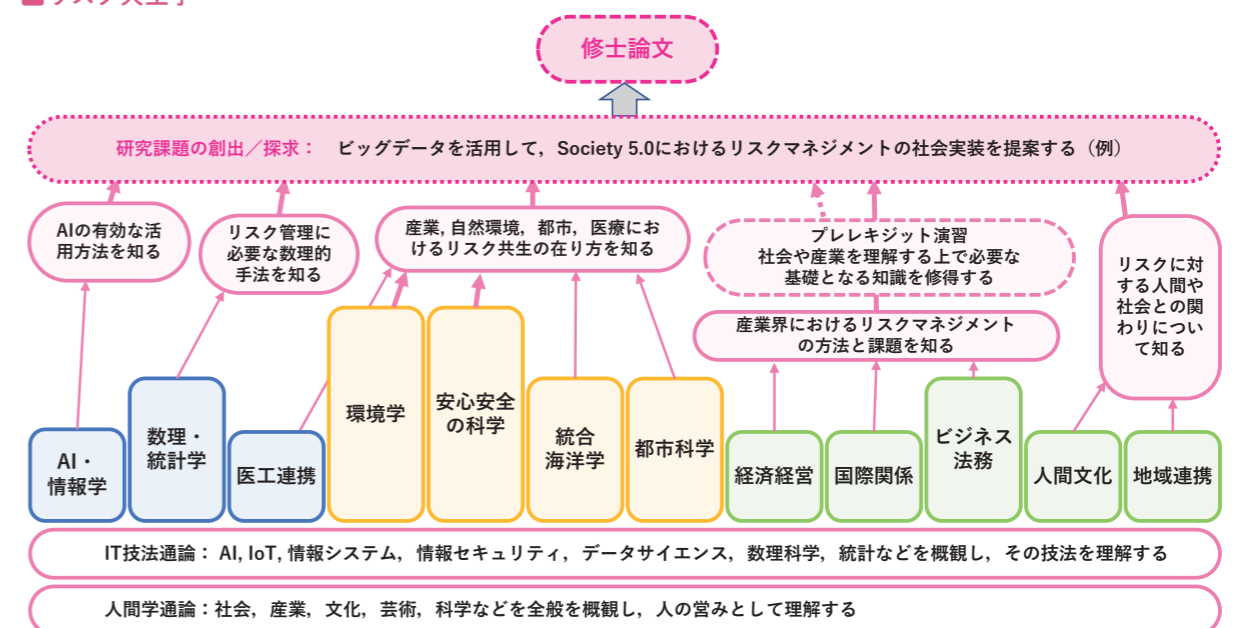 修士論文
研究課題の創出／探求： ビッグデータを活用して，Society 5.0におけるリスクマネジメントの社会実装を提案する（例）
AIの有効な活
用方法を知る
リスク管理に
必要な数理的
手法を知る
産業, 自然環境，都市，医療にお
けるリスク共生の在り方を知る
プレレキジット演習
社会や産業を理解する上で必要な
基礎となる知識を修得する
産業界におけるリスクマネジメント
の方法と課題を知る
リスクに対
する人間や
社会との関
わりについ
て知る
AI・
情報学
数理・
統計学
医工連携
環境学
安心安全
の科学
統合
海洋学
都市科学
経済経営
国際関係
ビジネス
法務
人間文化
地域連携
IT技法通論： AI, IoT, 情報システム，情報セキュリティ，データサイエンス，数理科学，統計などを概観し，その技法を理解する
人間学通論：社会，産業，文化，芸術，科学などを全般を概観し，人の営みとして理解する